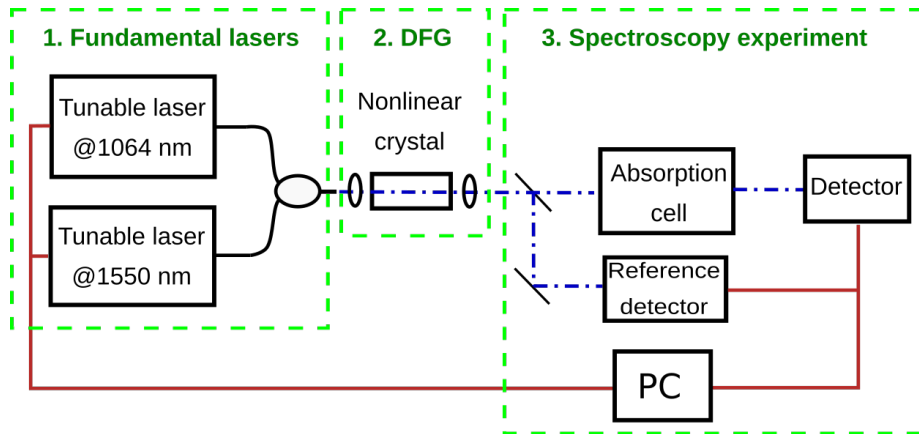 1. Fundamental lasers
2. DFG
3. Spectroscopy experiment
Tunable laser
@1064 nm
Tunable laser
@1550 nm
Nonlinear
crystal
Absorption
cell
Detector
Reference
detector
PC